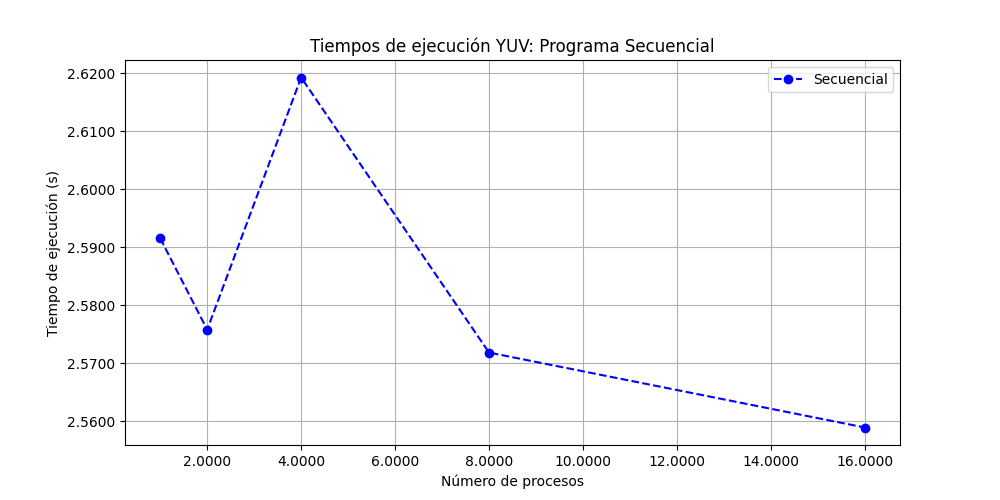 Tiempos de ejecución YUV: Programa Secuencial
Secuencial
Tiempo de ejecución (s)
2.6200
2.6100
2.6000
2.5900
2.5800
2.5700
2.5600
2.0000 4.0000 6.0000 8.0000 10.0000 12.0000 14.0000 16.0000
Número de procesos